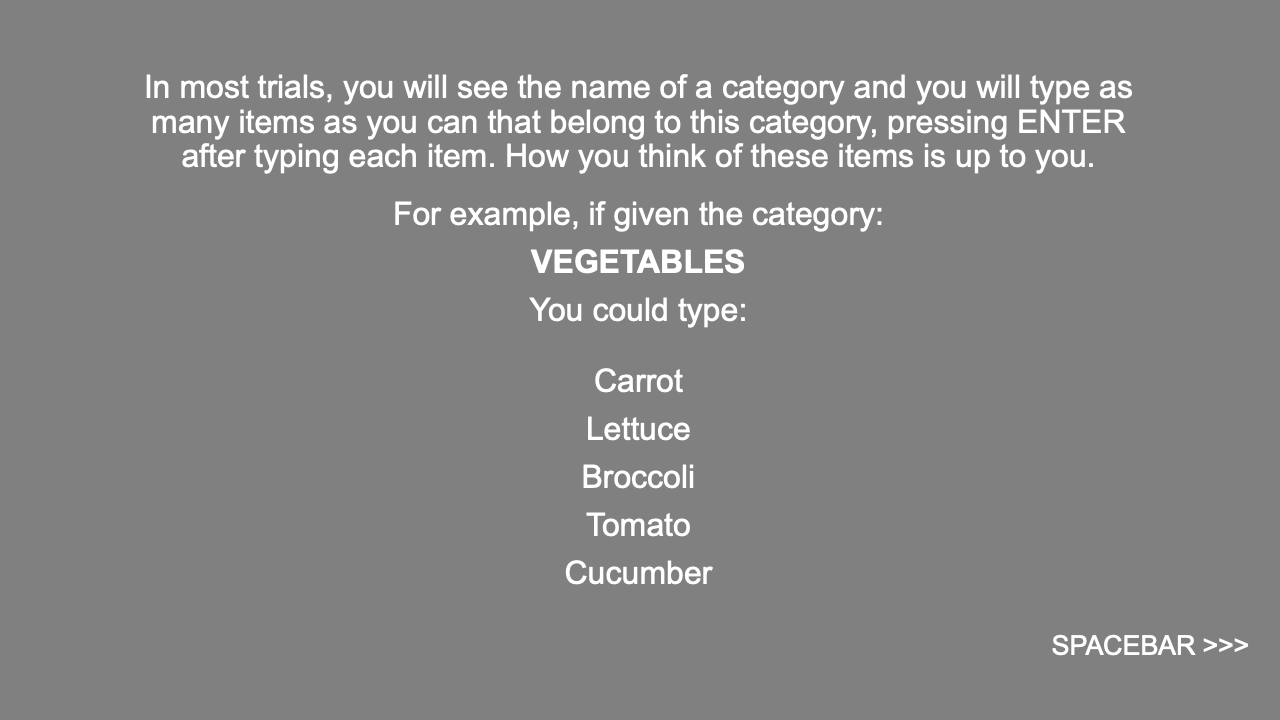 In most trials, you will see the name of a category and you will type as
many items as you can that belong to this category, pressing ENTER
after typing each item. How you think of these items is up to you.
For example, if given the category:
VEGETABLES
You could type:
Carrot
Lettuce
Broccoli
Tomato
Cucumber
SPACEBAR >>>